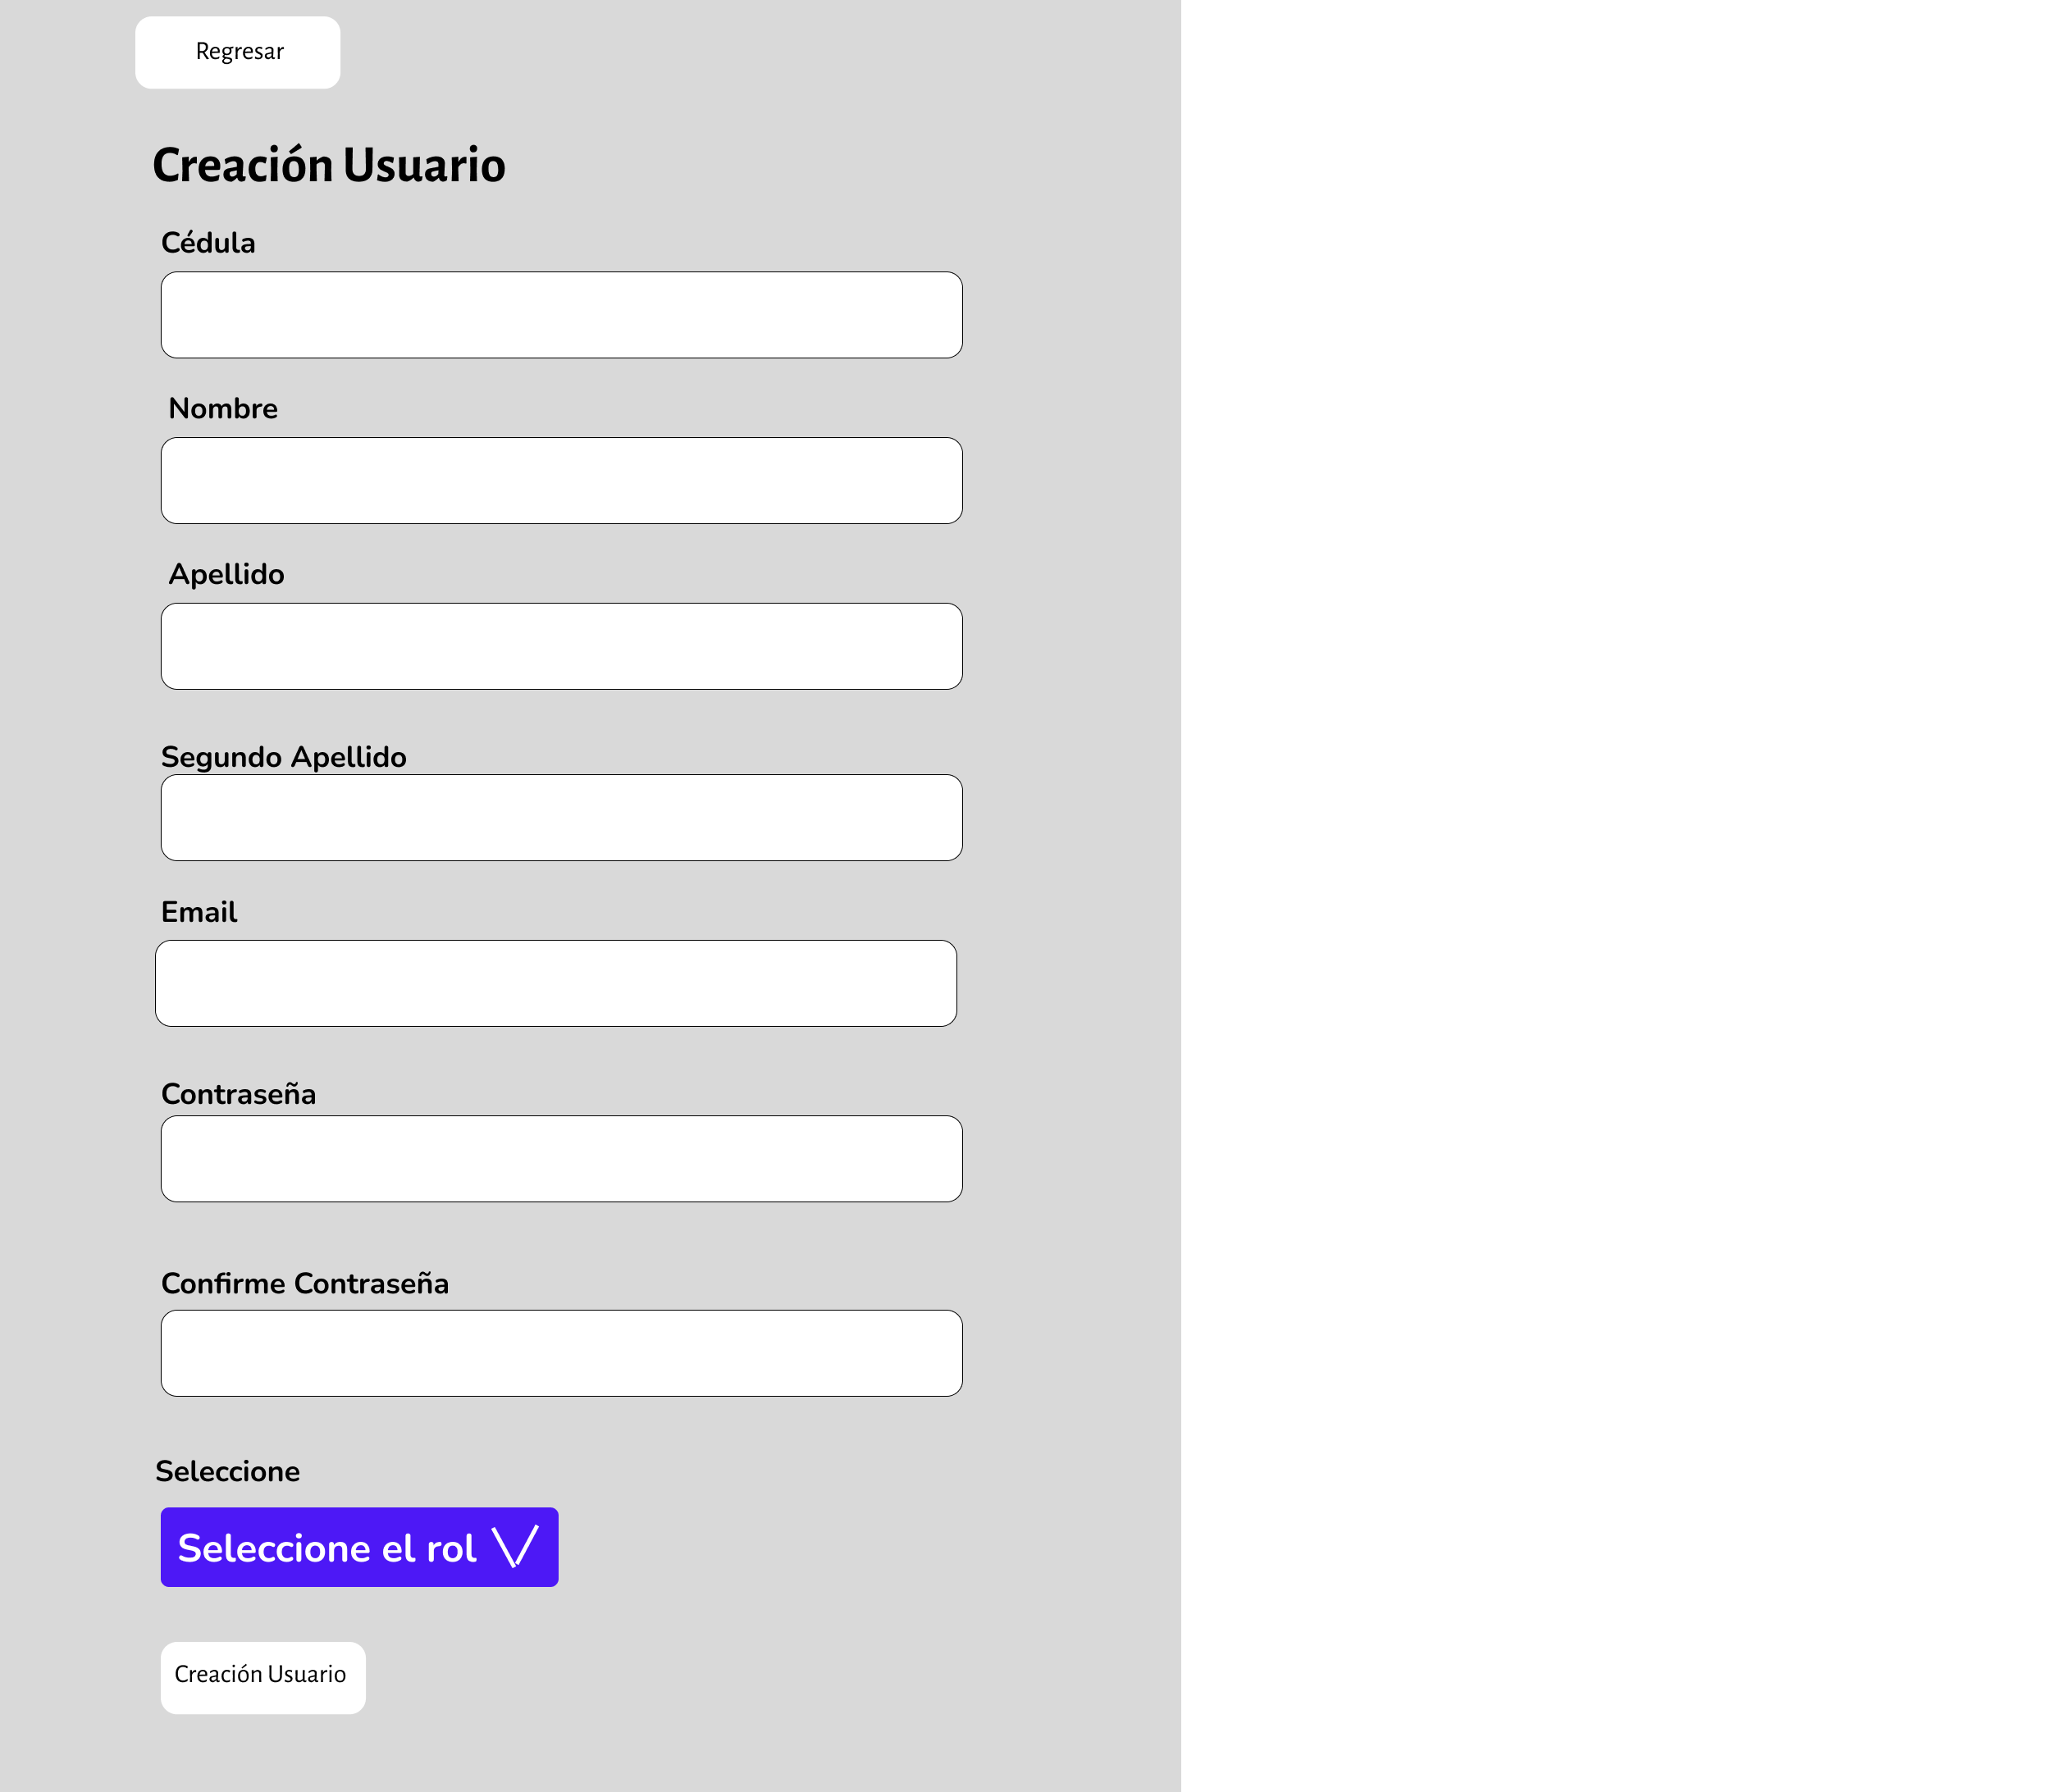 Regresar
Creación Usuario
Cédula
Nombre
Apellido
Segundo Apellido
Email
Contraseña
Confirme Contraseña
Seleccione
Seleccione el rol
Creación Usuario